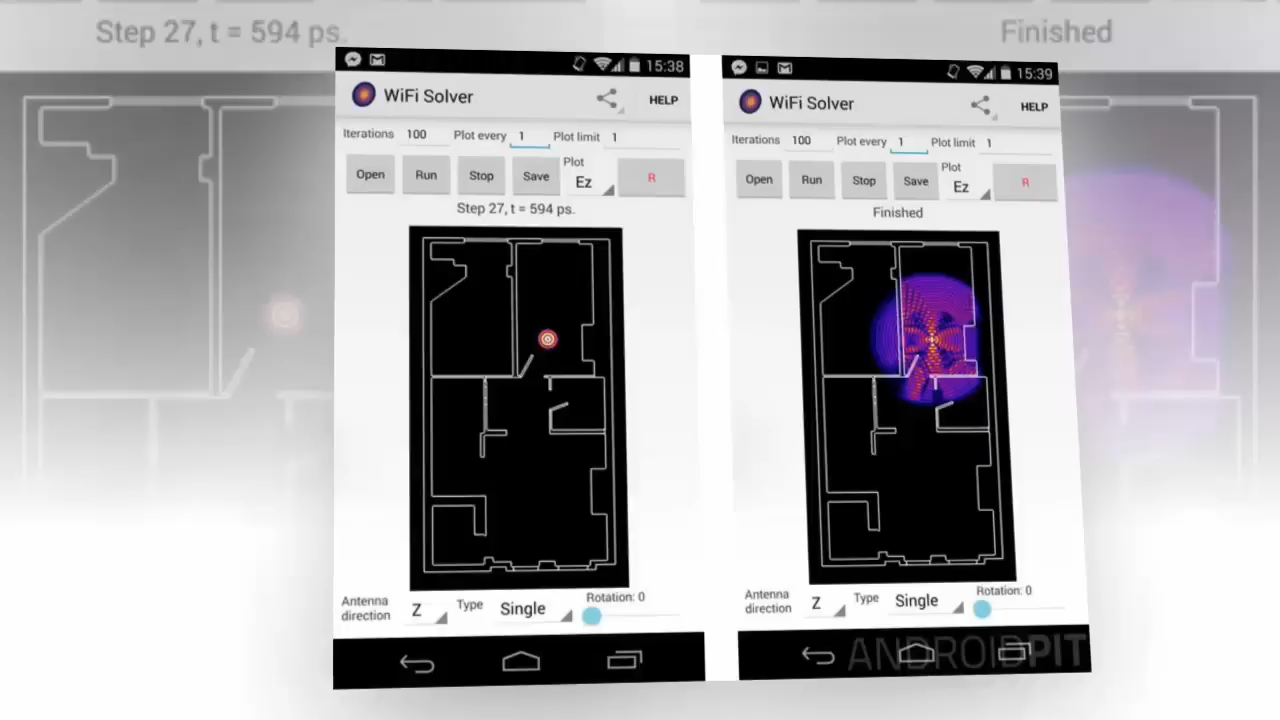 Step 27, t = 594 ps.
Finished
15:38
WiFi Solver
HELP
Iterations 100 Plot every 1 Plot limit 1
Open Run Stop Save Plot Ez R
Step 27, t = 594 ps.
Antenna direction Z Type Single Rotation: 0
15:39
WiFi Solver
HELP
Iterations 100 Plot every 1 Plot limit 1
Open Run Stop Save Plot Ez R
Finished
Antenna direction Z Type Single Rotation: 0
ANDROIDPIT